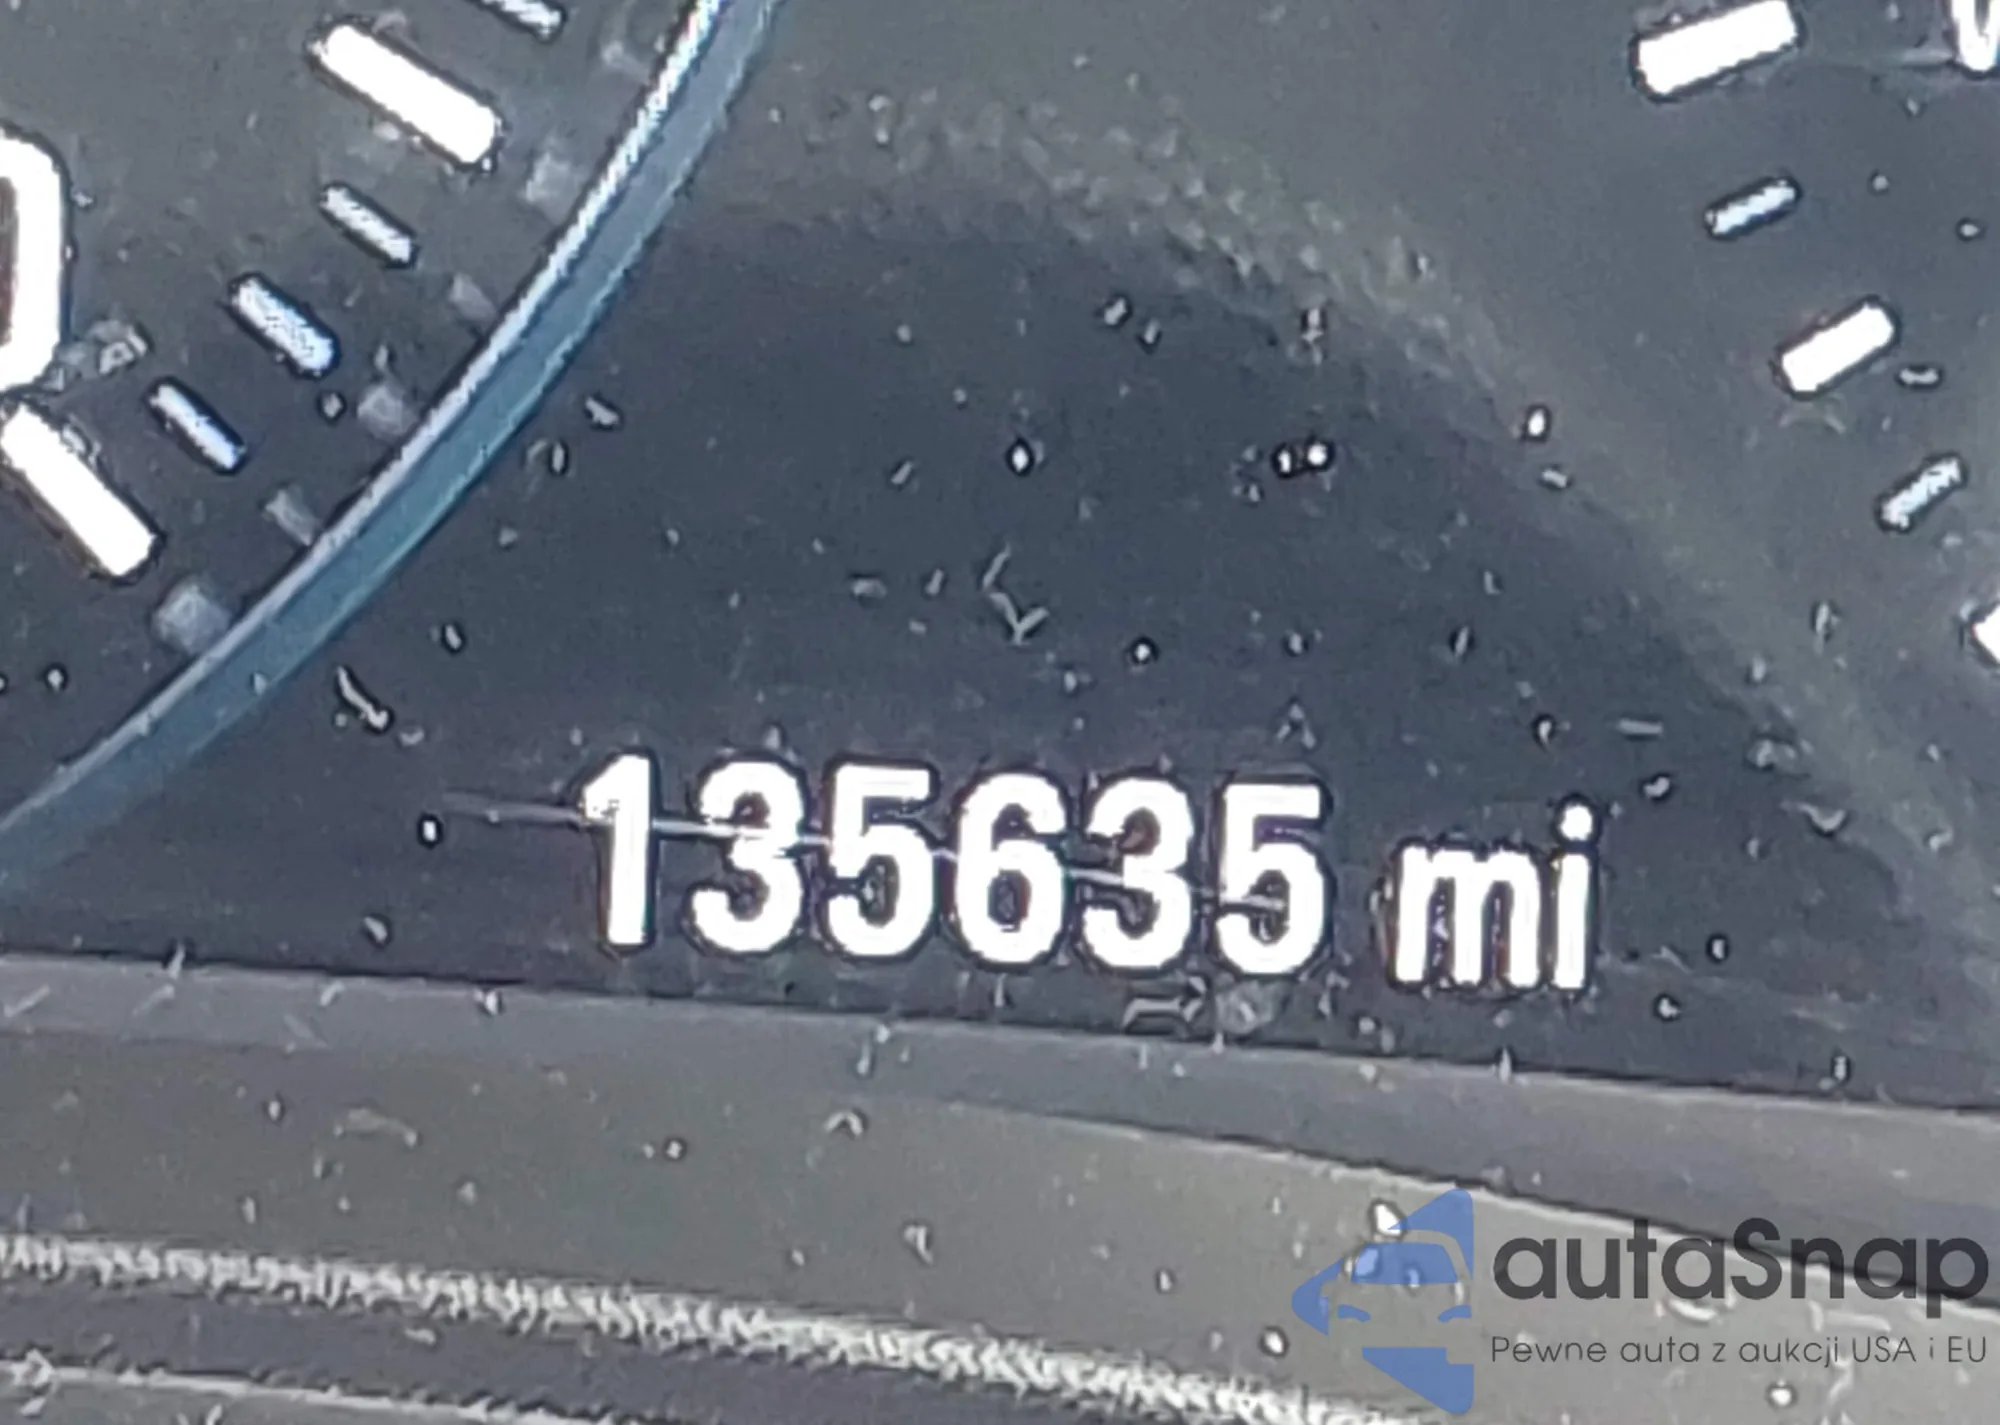 135635 mi
autaSnap
Pewne auta z aukcji USA i EU